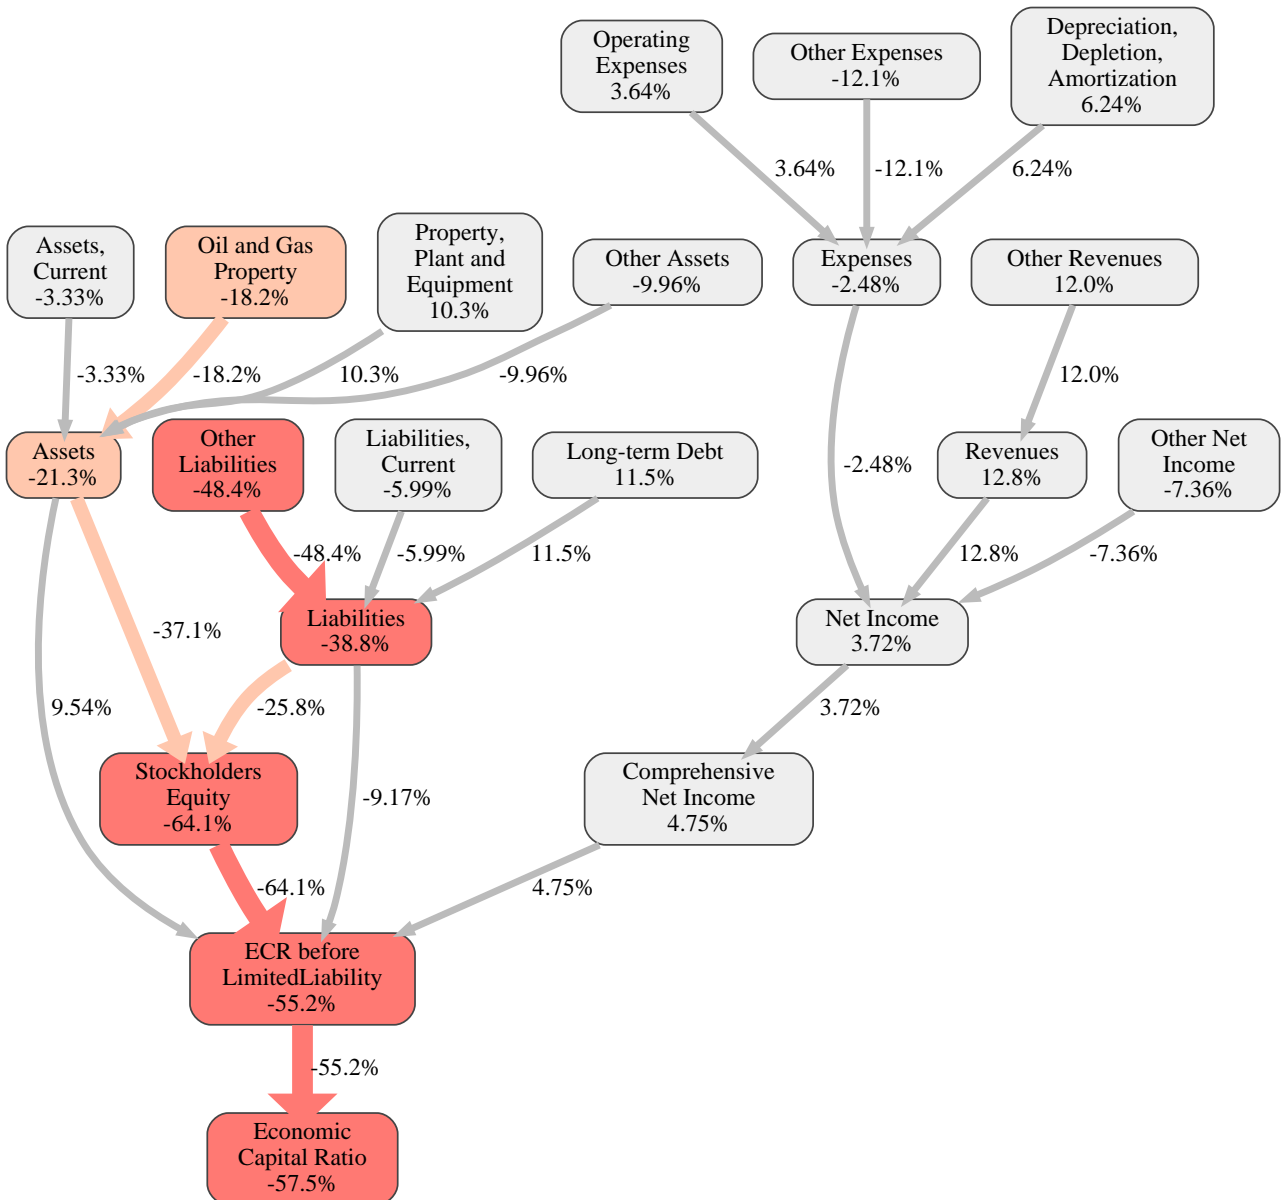 Operating
Expenses
3.64%
Other Expenses
-12.1%
Depreciation,
Depletion,
Amortization
6.24%
3.64%
-12.1%
6.24%
Assets,
Current
-3.33%
Oil and Gas
Property
-18.2%
Property,
Plant and
Equipment
10.3%
Other Assets
-9.96%
Expenses
-2.48%
Other Revenues
12.0%
-3.33%
-18.2%
10.3%
-9.96%
12.0%
Assets
-21.3%
Other
Liabilities
-48.4%
Liabilities,
Current
-5.99%
Long-term Debt
11.5%
-2.48%
Revenues
12.8%
Other Net
Income
-7.36%
-48.4%
-5.99%
11.5%
12.8%
-7.36%
Liabilities
-38.8%
Net Income
3.72%
-37.1%
9.54%
-25.8%
3.72%
Stockholders
Equity
-64.1%
-9.17%
Comprehensive
Net Income
4.75%
-64.1%
4.75%
ECR before
LimitedLiability
-55.2%
-55.2%
Economic
Capital Ratio
-57.5%